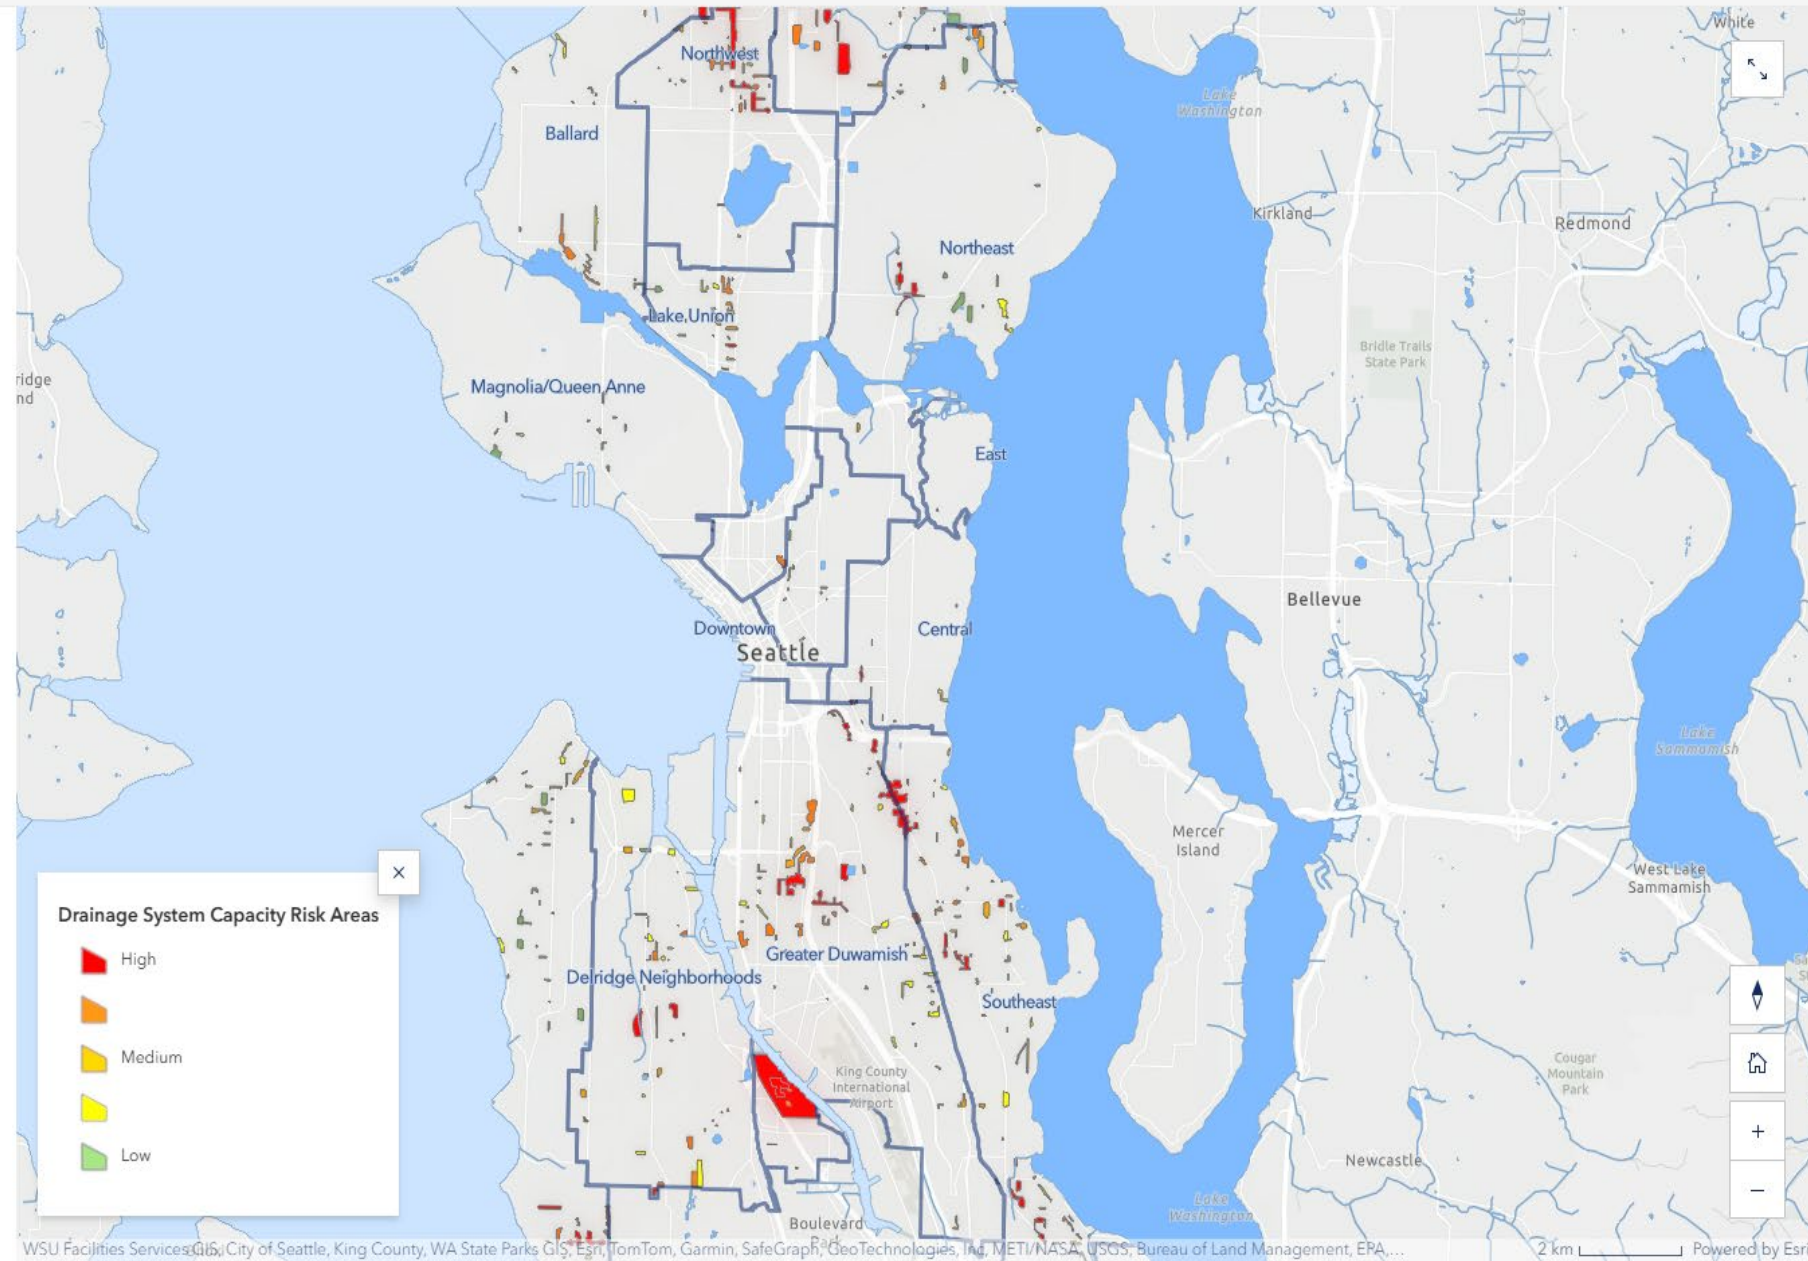 White
Northwest
Lake
Washington
Ballard
Kirkland
Redmond
Northeast
Lake Union
Bridle Trails
State Park
Magnolia/Queen Anne
East
Bellevue
Downtown
Central
Seattle
Lake
Sammamish
Mercer
Island
West Lake
Sammamish
Drainage System Capacity Risk Areas
High
Medium
Low
Greater Duwamish
Delridge Neighborhoods
Southeast
King County
International
Airport
Cougar
Mountain
Park
Newcastle
Lake
Washington
Boulevard
Park
+
−
WSU Facilities Services GIS, City of Seattle, King County, WA State Parks GIS, Esri, TomTom, Garmin, SafeGraph, GeoTechnologies, Inc, METI/NASA, USGS, Bureau of Land Management, EPA,...
2 km
Powered by Esri